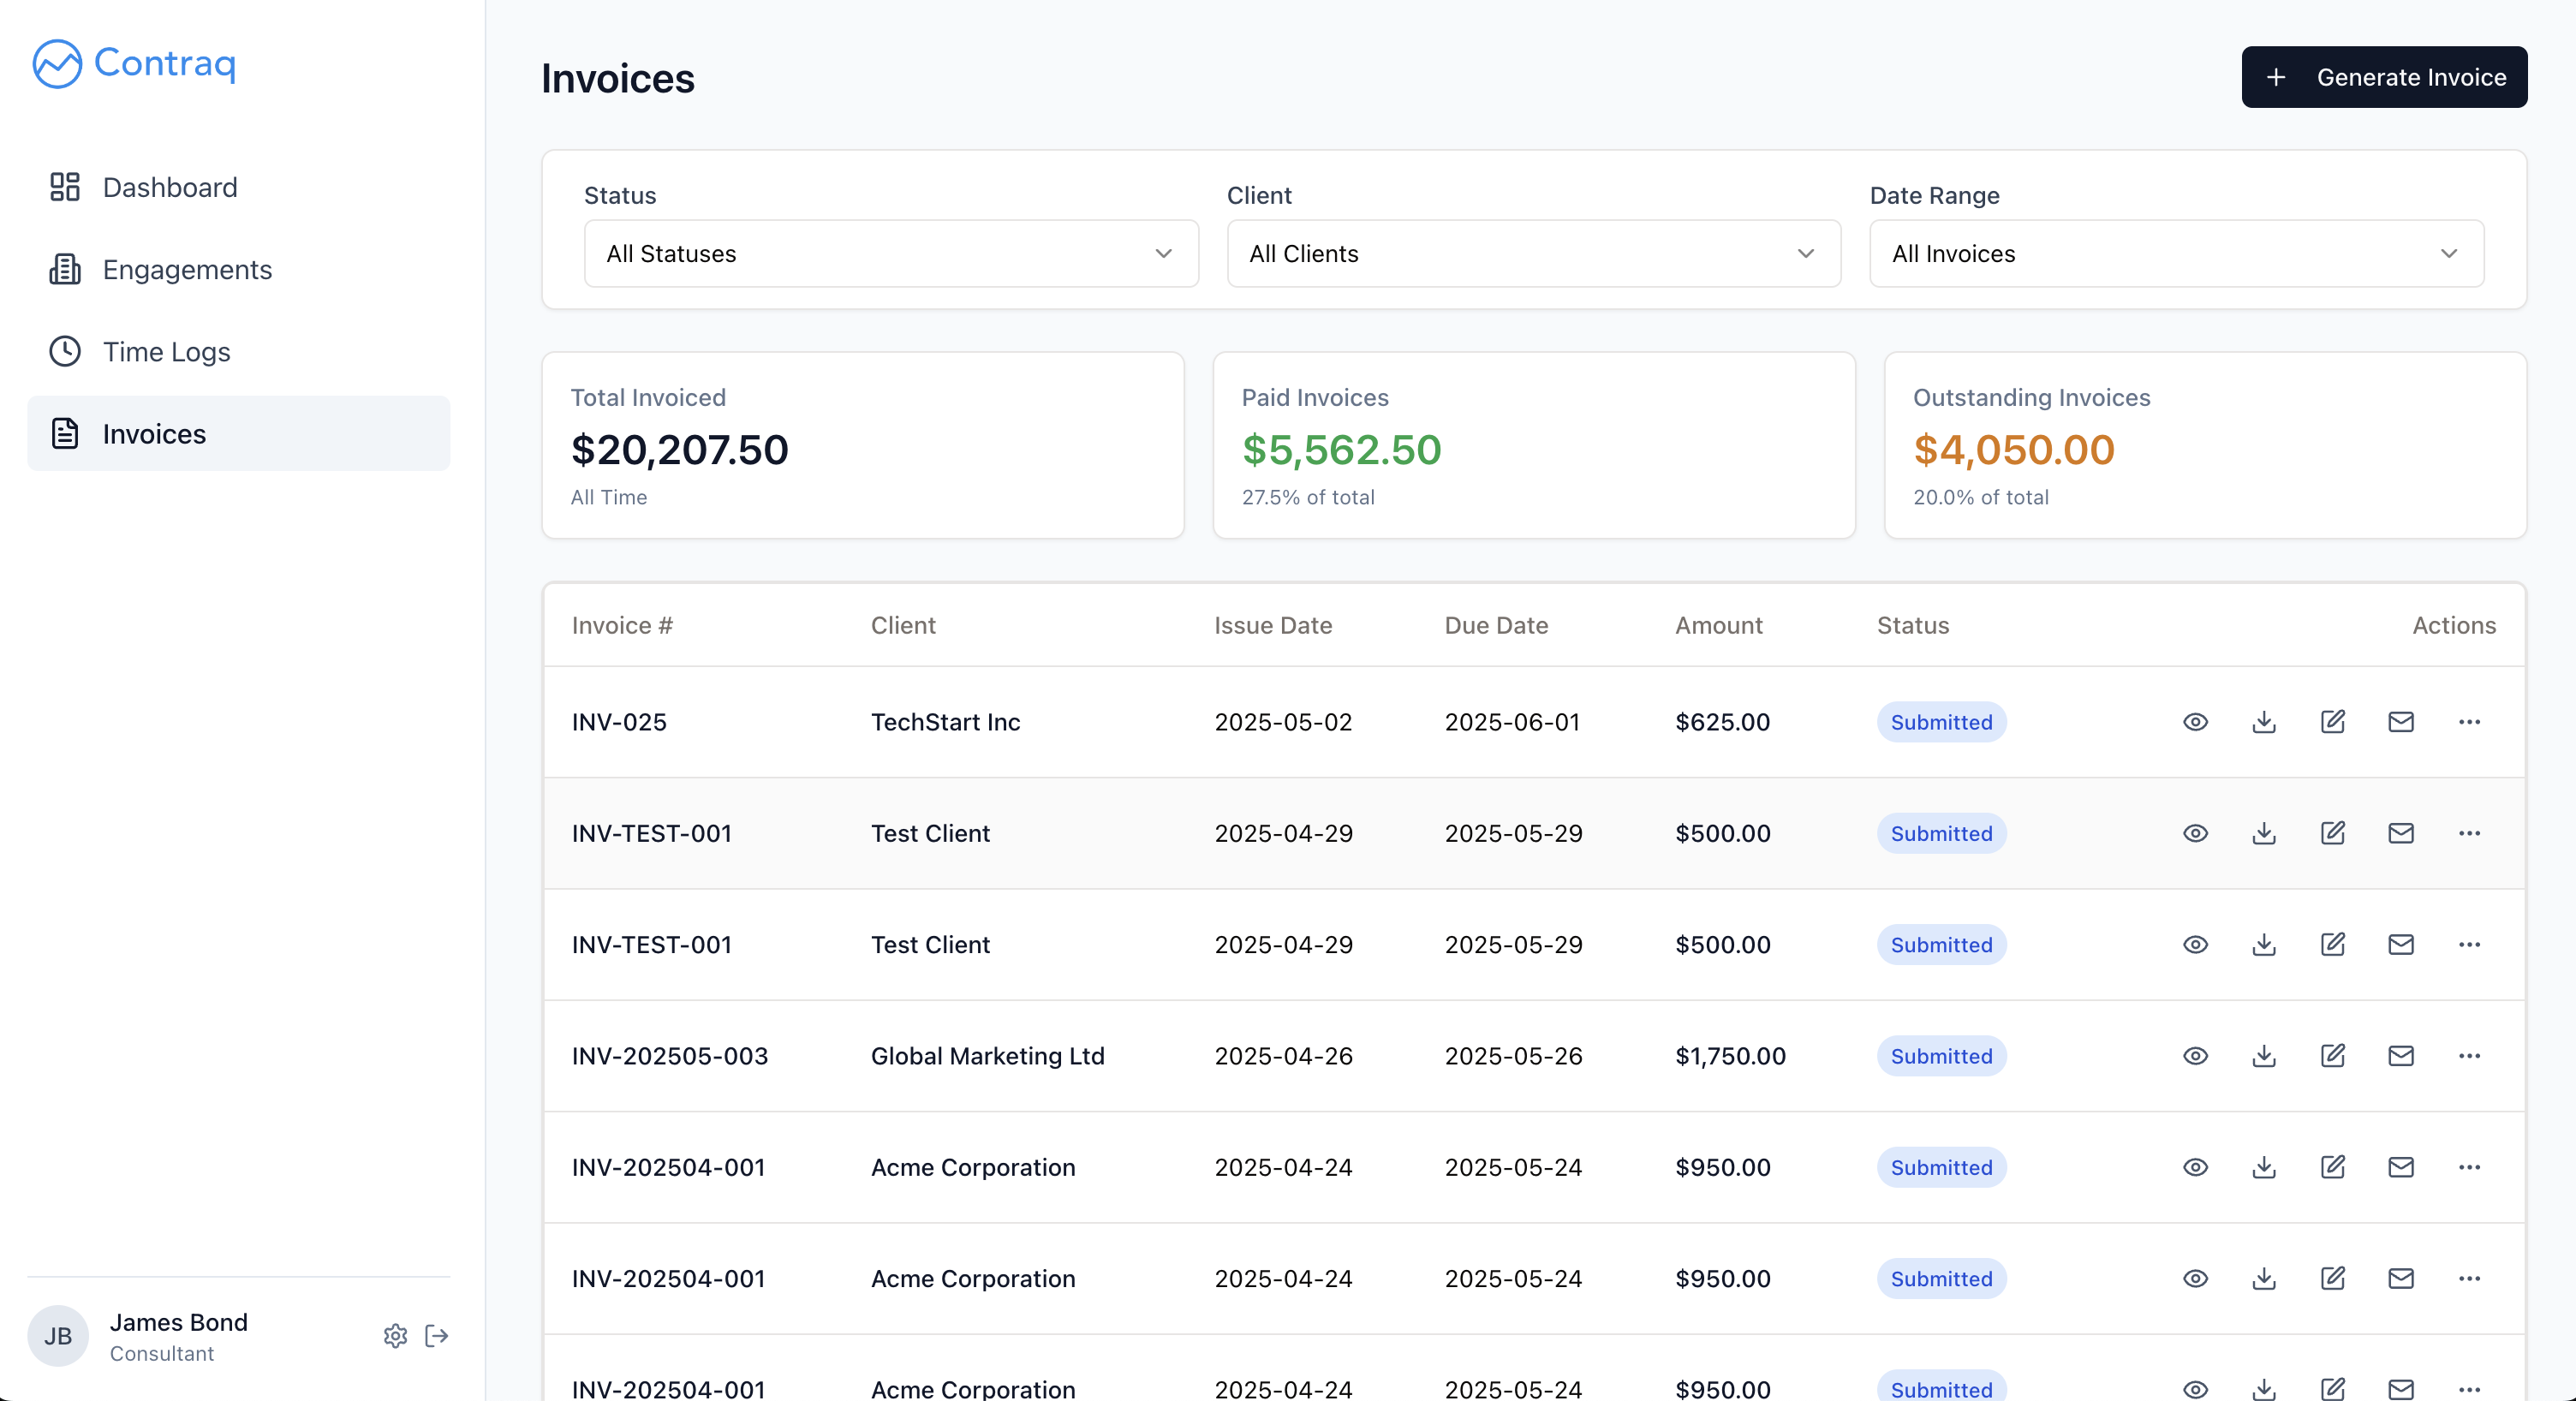 Contraq
Dashboard
Engagements
Time Logs
Invoices
JB
James Bond
Consultant
Invoices
Generate Invoice
Status
Client
Date Range
All Statuses
All Clients
All Invoices
Total Invoiced
$20,207.50
All Time
Paid Invoices
$5,562.50
27.5% of total
Outstanding Invoices
$4,050.00
20.0% of total
Invoice # Client Issue Date Due Date Amount Status Actions
INV-025 TechStart Inc 2025-05-02 2025-06-01 $625.00 Submitted
INV-TEST-001 Test Client 2025-04-29 2025-05-29 $500.00 Submitted
INV-TEST-001 Test Client 2025-04-29 2025-05-29 $500.00 Submitted
INV-202505-003 Global Marketing Ltd 2025-04-26 2025-05-26 $1,750.00 Submitted
INV-202504-001 Acme Corporation 2025-04-24 2025-05-24 $950.00 Submitted
INV-202504-001 Acme Corporation 2025-04-24 2025-05-24 $950.00 Submitted
INV-202504-001 Acme Corporation 2025-04-24 2025-05-24 $950.00 Submitted